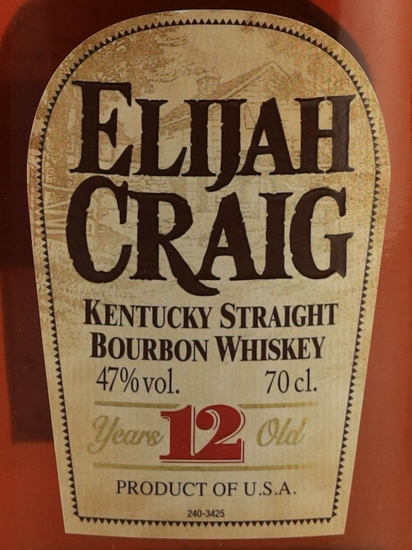 ELIJAH
CRAIG
KENTUCKY STRAIGHT
BOURBON WHISKEY
47% vol. 70 cl.
Years 12 Old
PRODUCT OF U.S.A.
240-3425